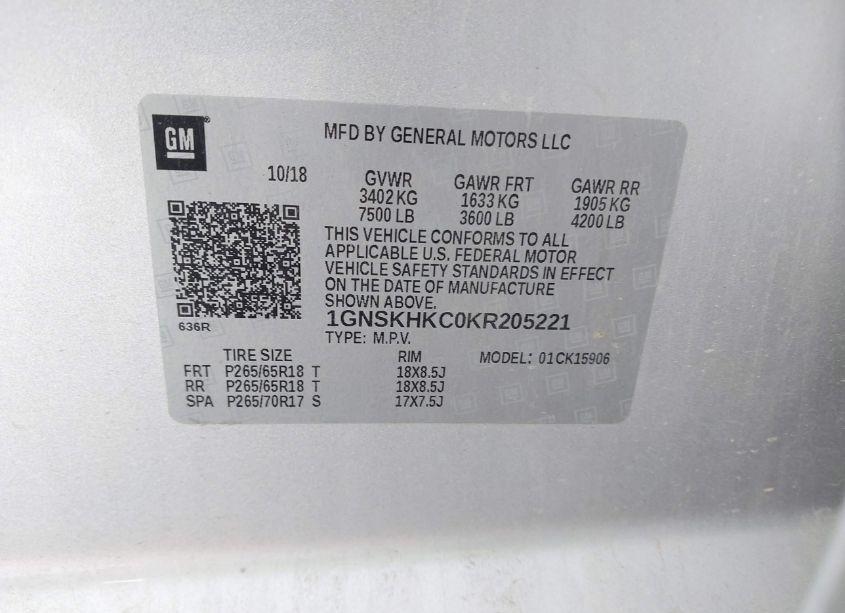 GM
MFD BY GENERAL MOTORS LLC
10/18
GVWR GAWR FRT GAWR RR
3402 KG 1633 KG 1905 KG
7500 LB 3600 LB 4200 LB
THIS VEHICLE CONFORMS TO ALL
APPLICABLE U.S. FEDERAL MOTOR
VEHICLE SAFETY STANDARDS IN EFFECT
ON THE DATE OF MANUFACTURE
SHOWN ABOVE.
636R
1GNSKHKC0KR205221
TYPE: M.P.V.
TIRE SIZE RIM MODEL: 01CK15906
FRT P265/65R18 T 18X8.5J
RR P265/65R18 T 18X8.5J
SPA P265/70R17 S 17X7.5J